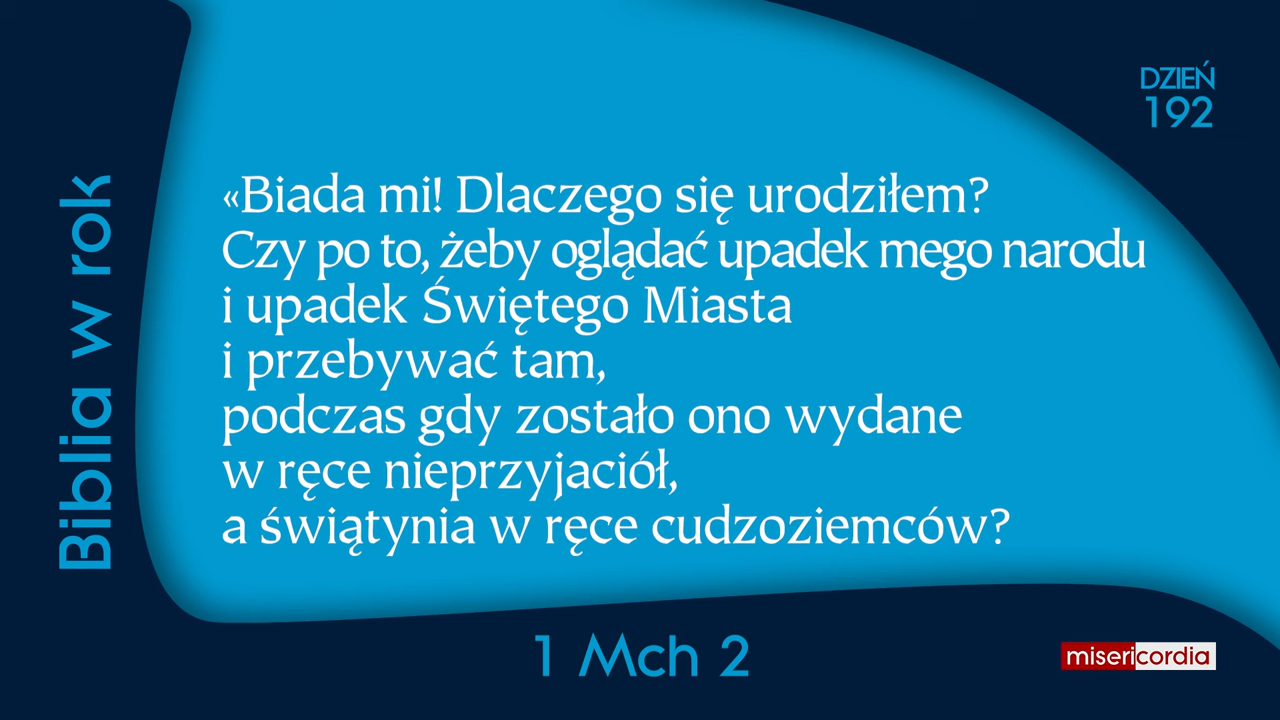 DZIEŃ
192
Biblia w rok
«Biada mi! Dlaczego się urodziłem?
Czy po to, żeby oglądać upadek mego narodu
i upadek Świętego Miasta
i przebywać tam,
podczas gdy zostało ono wydane
w ręce nieprzyjaciół,
a świątynia w ręce cudzoziemców?
1 Mch 2
misericordia